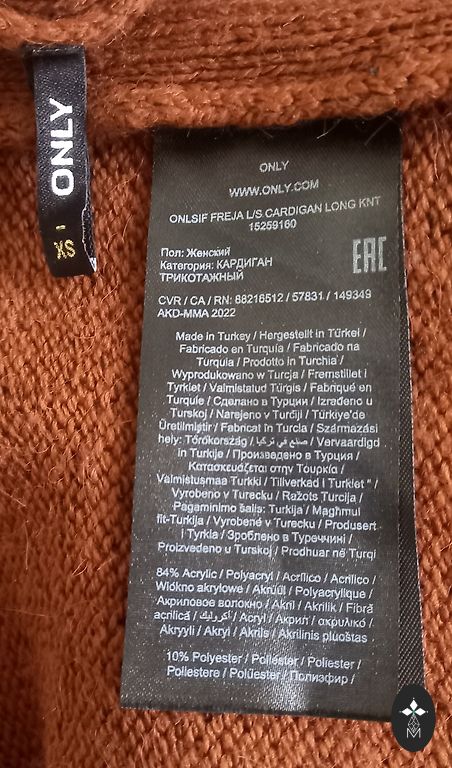 ONLY
- XS
ONLY
WWW.ONLY.COM
ONLSIF FREJA L/S CARDIGAN LONG KNT
15259160
Пол: Женский
Категория: КАРДИГАН
ТРИКОТАЖНЫЙ
EAC
CVR / CA / RN: 88216512 / 57831 / 149349
AKD-MMA 2022
Made in Turkey / Hergestellt in Türkei /
Fabricado en Turquía / Fabricado na
Turquia / Prodotto in Turchia /
Wyprodukowano w Turcja / Fremstillet i
Tyrkiet / Valmistatud Türgis / Fabriqué en
Turquie / Сделано в Турции / Izrađeno u
Turskoj / Narejeno v Turčiji / Türkiye'de
Üretilmiştir / Fabricat în Turcia / Származási
hely: Törökország / صنع في تركيا / Vervaardigd
in Turkije / Произведено в Турция /
Κατασκευάζεται στην Τουρκία /
Valmistusmaa Turkki / Tillverkad i Turkiet " /
Vyrobeno v Turecku / Ražots Turcija /
Pagaminimo šalis: Turkija / Magħmul
fit-Turkija / Vyrobené v Turecku / Produsert
i Tyrkia / Зроблено в Туреччині /
Proizvedeno u Turskoj / Prodhuar në Turqi
84% Acrylic / Polyacryl / Acrílico / Acrílico /
Włókno akrylowe / Akrüül / Polyacrylique /
Акриловое волокно / Akril / Akrilik / Fibră
acrilică / أكريليك / Acryl / Акрил / ακρυλικό /
Akryyli / Akryl / Akrils / Akrilinis pluoštas
10% Polyester / Poliester / Poliester /
Poliestere / Polüester / Полиэфир /
M